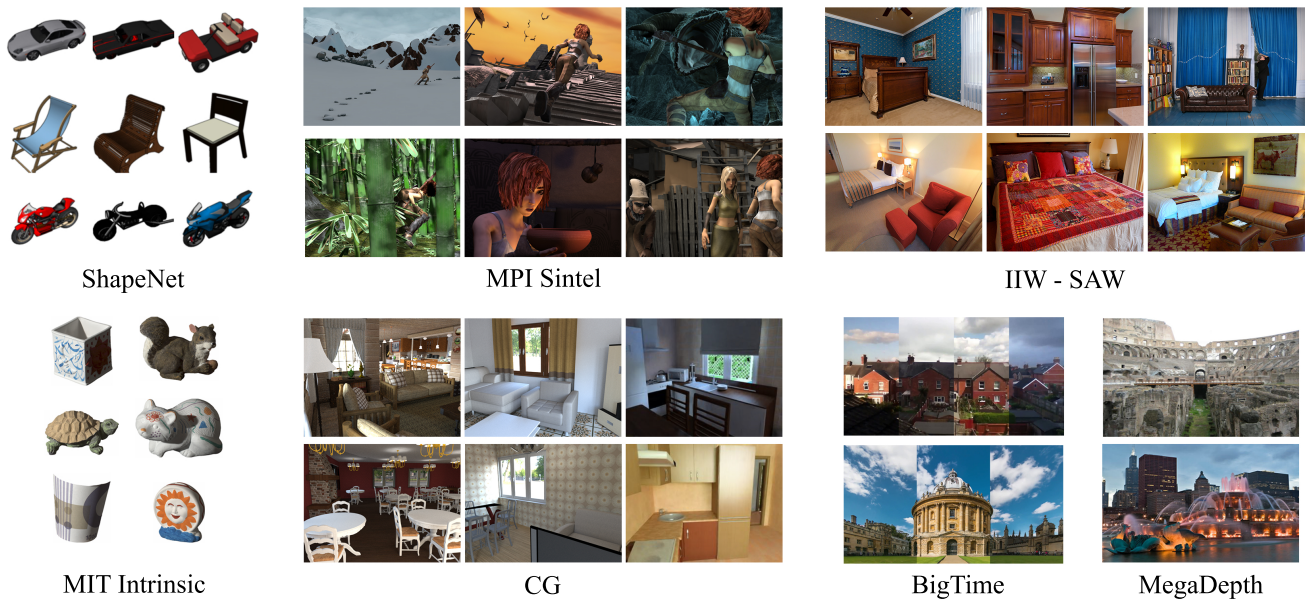 ShapeNet
MPI Sintel
IIW - SAW
MIT Intrinsic
CG
BigTime
MegaDepth